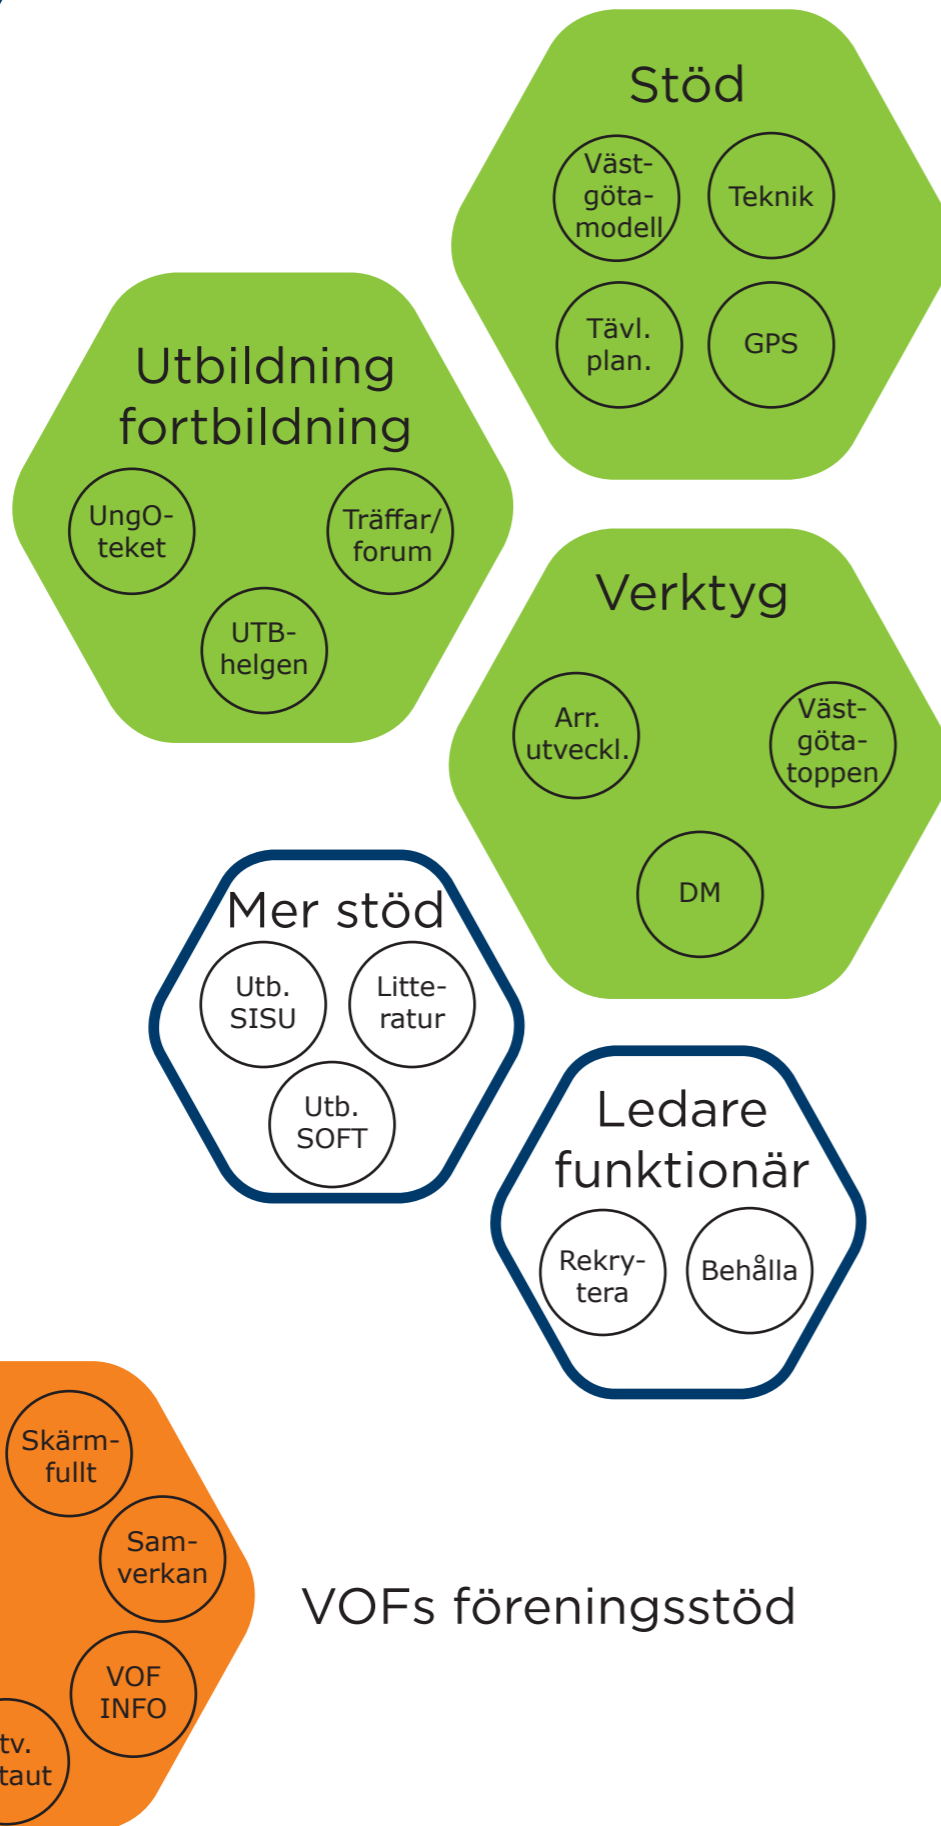 Stöd
Väst-
göta-
modell
Teknik
Tävl.
plan.
GPS
Utbildning
fortbildning
UngO-
teket
Träffar/
forum
UTB-
helgen
Verktyg
Arr.
utveckl.
Väst-
göta-
toppen
DM
Mer stöd
Utb.
SISU
Litte-
ratur
Utb.
SOFT
Ledare
funktionär
Rekry-
tera
Behålla
Skärm-
fullt
Sam-
verkan
VOFs föreningsstöd
VOF
INFO